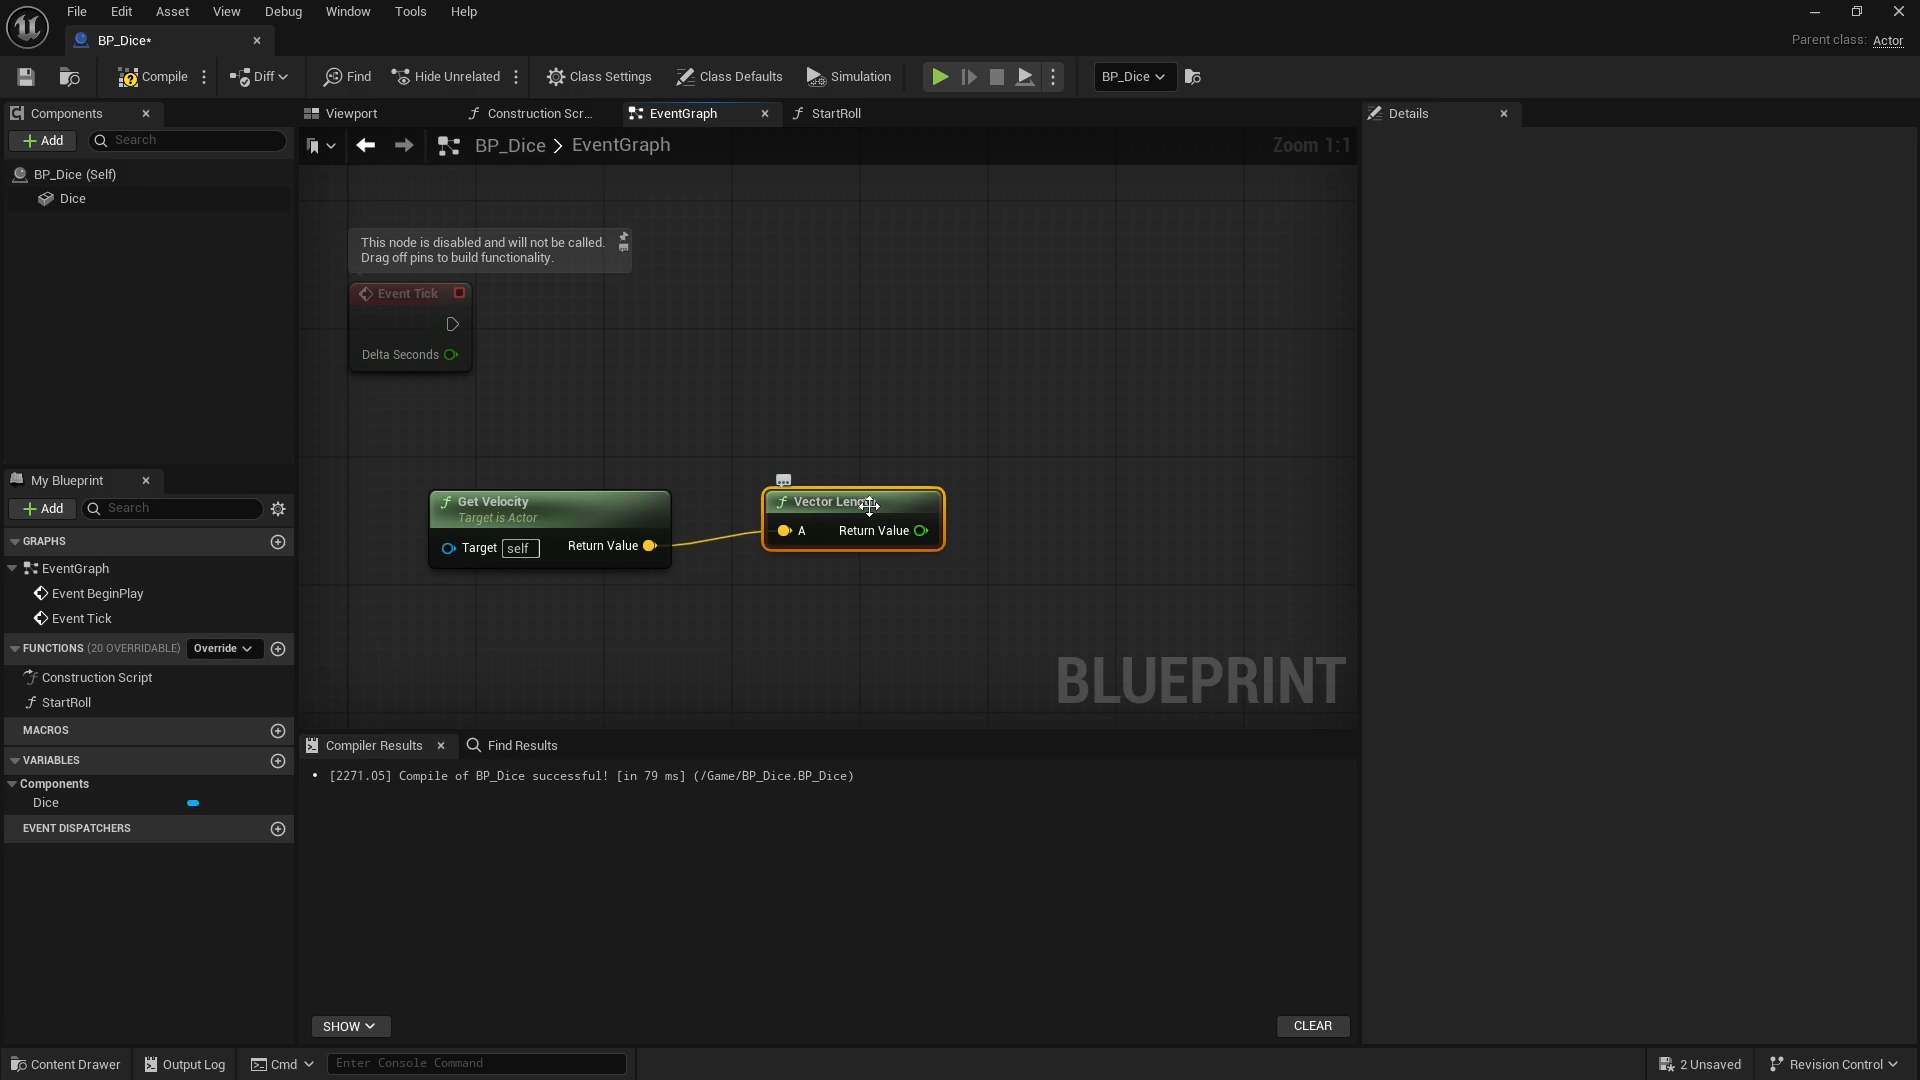 File Edit Asset View Debug Window Tools Help
BP_Dice*
Parent class: Actor
Compile Diff Find Hide Unrelated Class Settings Class Defaults Simulation BP_Dice
Components
Viewport Construction Scr... EventGraph StartRoll
Details
Add Search
BP_Dice > EventGraph
Zoom 1:1
BP_Dice (Self)
Dice
This node is disabled and will not be called.
Drag off pins to build functionality.
Event Tick
Delta Seconds
My Blueprint
Add Search
GRAPHS
EventGraph
Event BeginPlay
Event Tick
FUNCTIONS (20 OVERRIDABLE) Override
Construction Script
StartRoll
MACROS
VARIABLES
Components
Dice
EVENT DISPATCHERS
Get Velocity
Target is Actor
Target self Return Value
Vector
A Return Value
BLUEPRINT
Compiler Results Find Results
• [2271.05] Compile of BP_Dice successful! [in 79 ms] (/Game/BP_Dice.BP_Dice)
SHOW CLEAR
Content Drawer Output Log Cmd Enter Console Command 2 Unsaved Revision Control